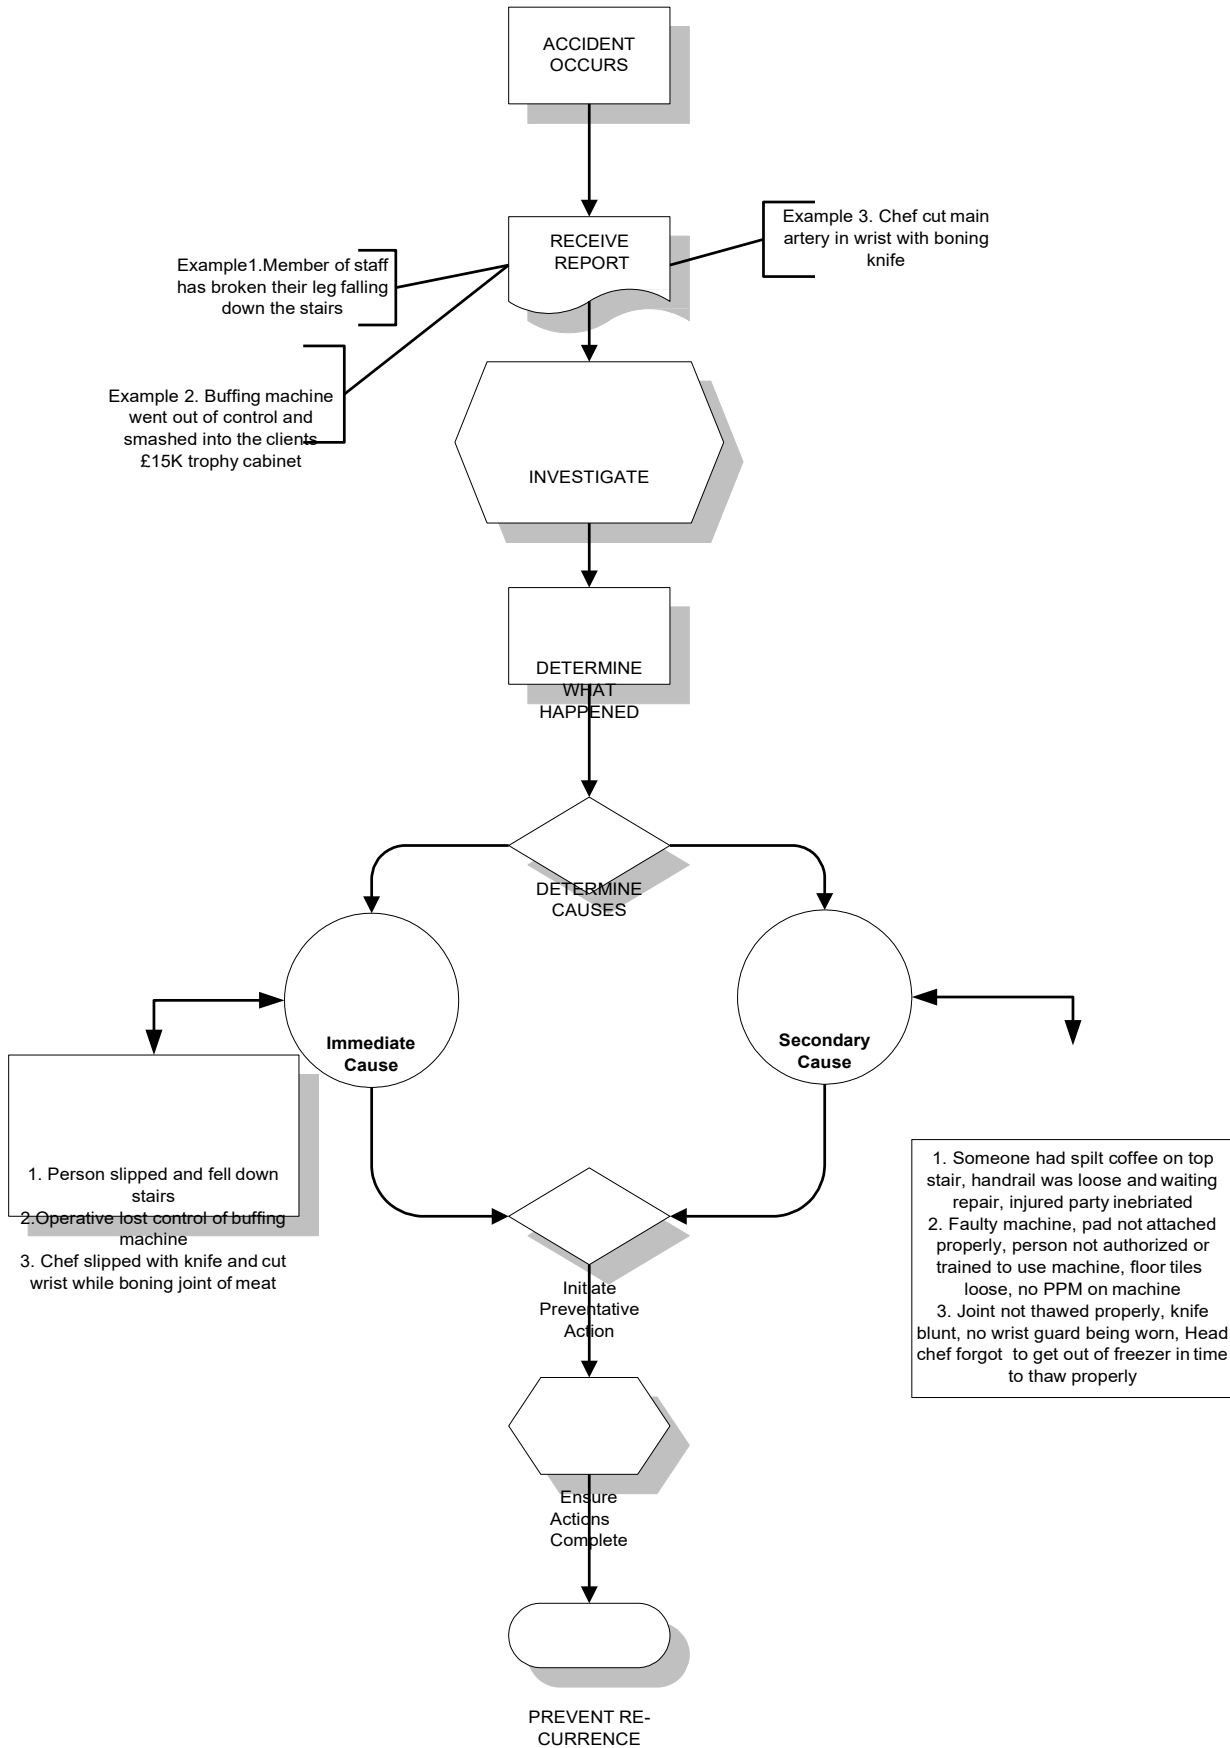 ACCIDENT
OCCURS
RECEIVE
REPORT
Example 3. Chef cut main
artery in wrist with boning
knife
Example1.Member of staff
has broken their leg falling
down the stairs
Example 2. Buffing machine
went out of control and
smashed into the clients
£15K trophy cabinet
INVESTIGATE
DETERMINE
WHAT
HAPPENED
DETERMINE
CAUSES
Immediate
Cause
Secondary
Cause
1. Person slipped and fell down
stairs
2.Operative lost control of buffing
machine
3. Chef slipped with knife and cut
wrist while boning joint of meat
1. Someone had spilt coffee on top
stair, handrail was loose and waiting
repair, injured party inebriated
2. Faulty machine, pad not attached
properly, person not authorized or
trained to use machine, floor tiles
loose, no PPM on machine
3. Joint not thawed properly, knife
blunt, no wrist guard being worn, Head
chef forgot to get out of freezer in time
to thaw properly
Initiate
Preventative
Action
Ensure
Actions
Complete
PREVENT RE-
CURRENCE